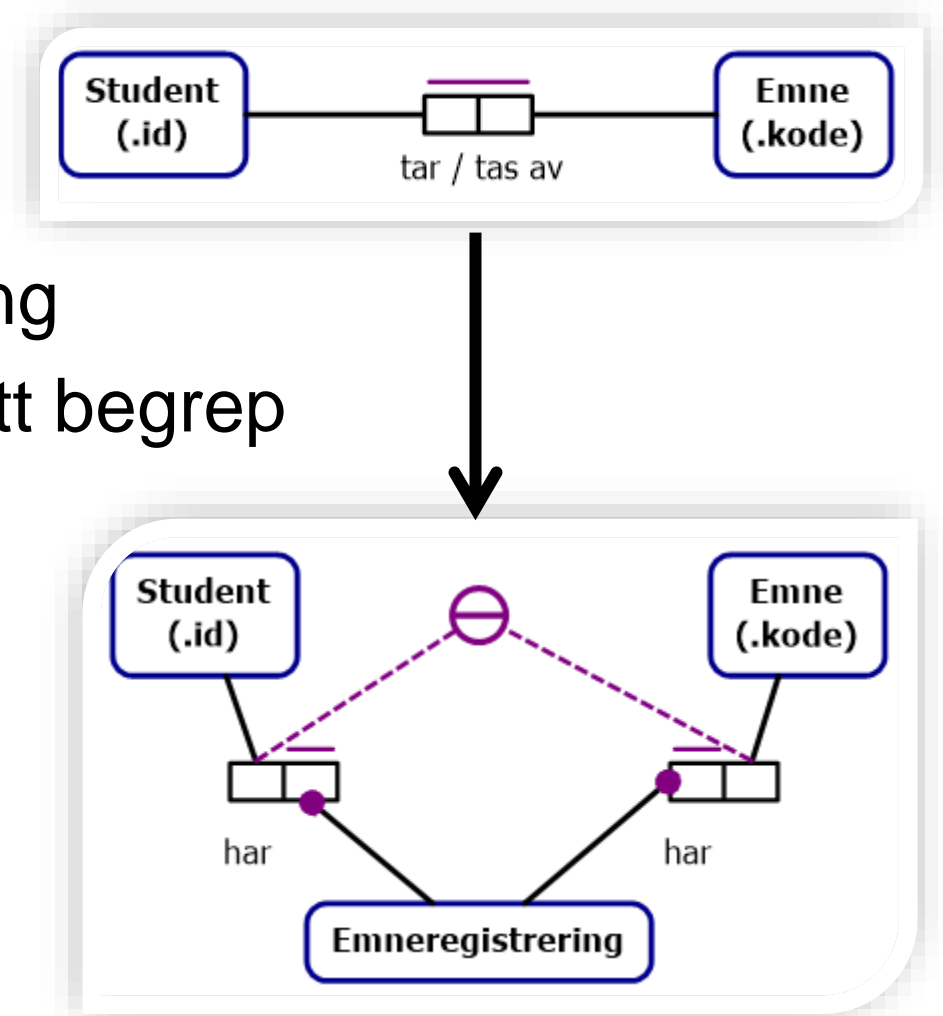 Student
(.id)
Emne
(.kode)
tar / tas av
ng
tt begrep
Student
(.id)
Emne
(.kode)
har
har
Emneregistrering